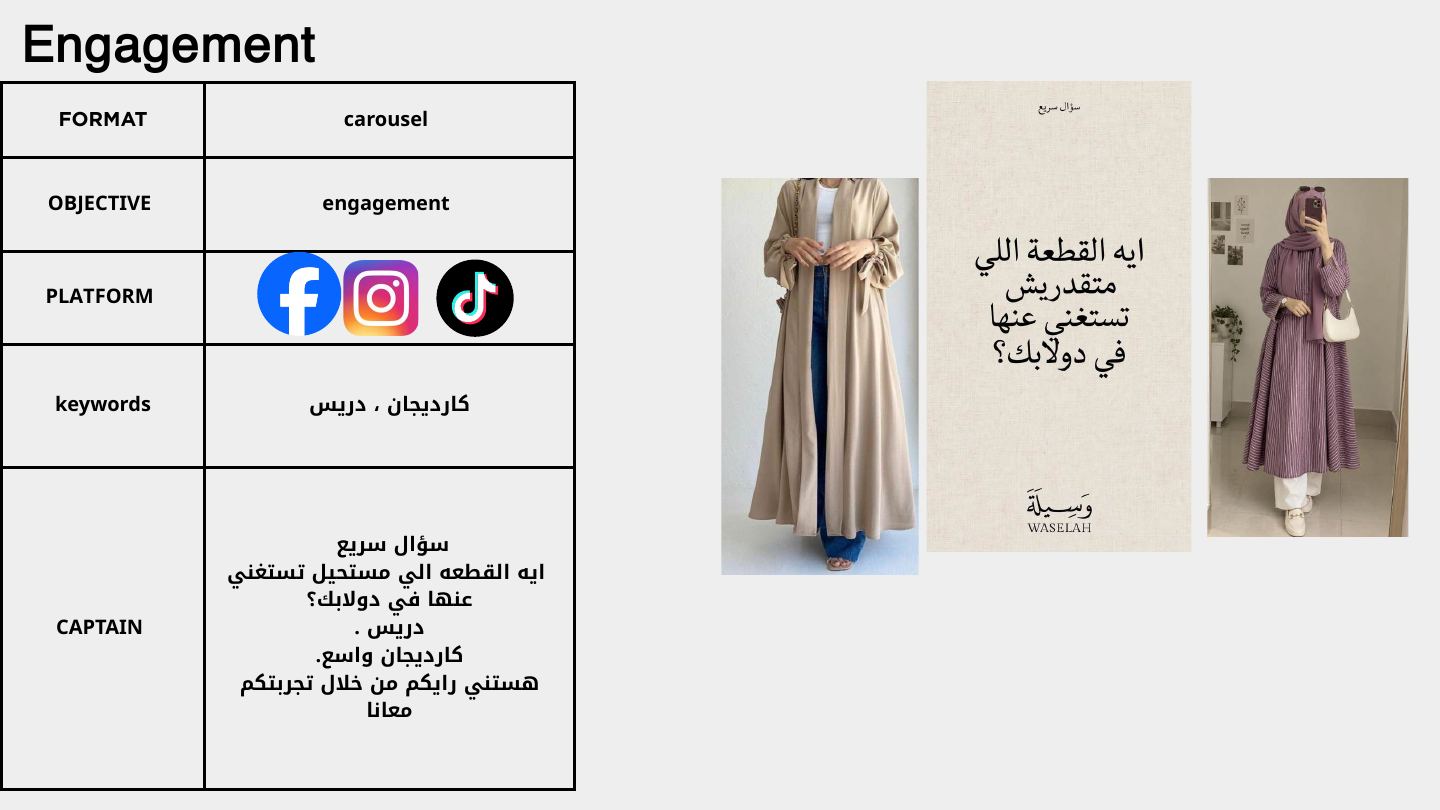 Engagement
FORMAT
carousel
OBJECTIVE
engagement
PLATFORM
keywords
كارديجان ، دريس
CAPTAIN
سؤال سريع
ايه القطعه الي مستحيل تستغني
عنها في دولابك؟
دريس .
كارديجان واسع.
هستني رايكم من خلال تجربتكم
معانا
سؤال سريع
ايه القطعة اللي
متقدريش
تستغني عنها
في دولابك؟
وَسِيلَة
WASELAH